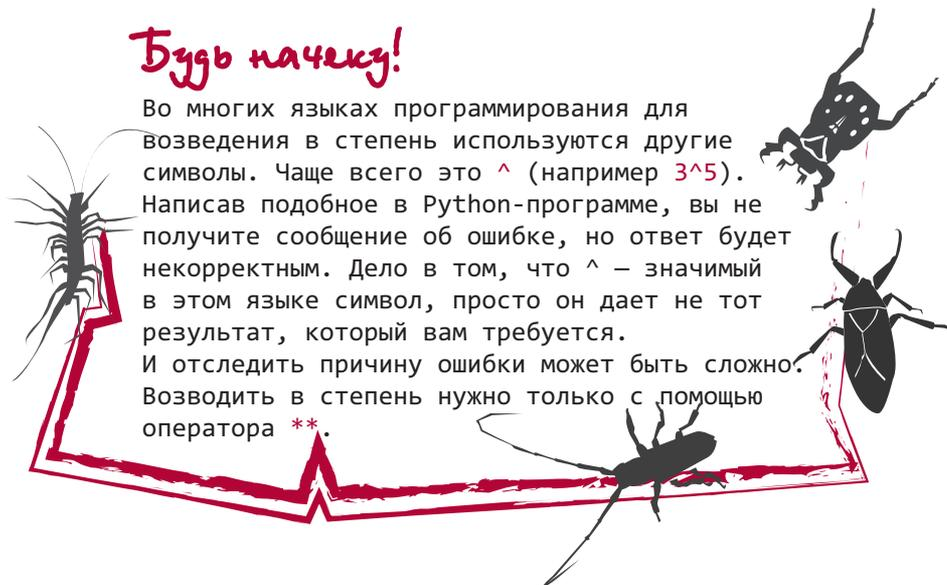 Будь начеку!
Во многих языках программирования для
возведения в степень используются другие
символы. Чаще всего это ^ (например 3^5).
Написав подобное в Python-программе, вы не
получите сообщение об ошибке, но ответ будет
некорректным. Дело в том, что ^ — значимый
в этом языке символ, просто он дает не тот
результат, который вам требуется.
И отследить причину ошибки может быть сложно.
Возводить в степень нужно только с помощью
оператора **.